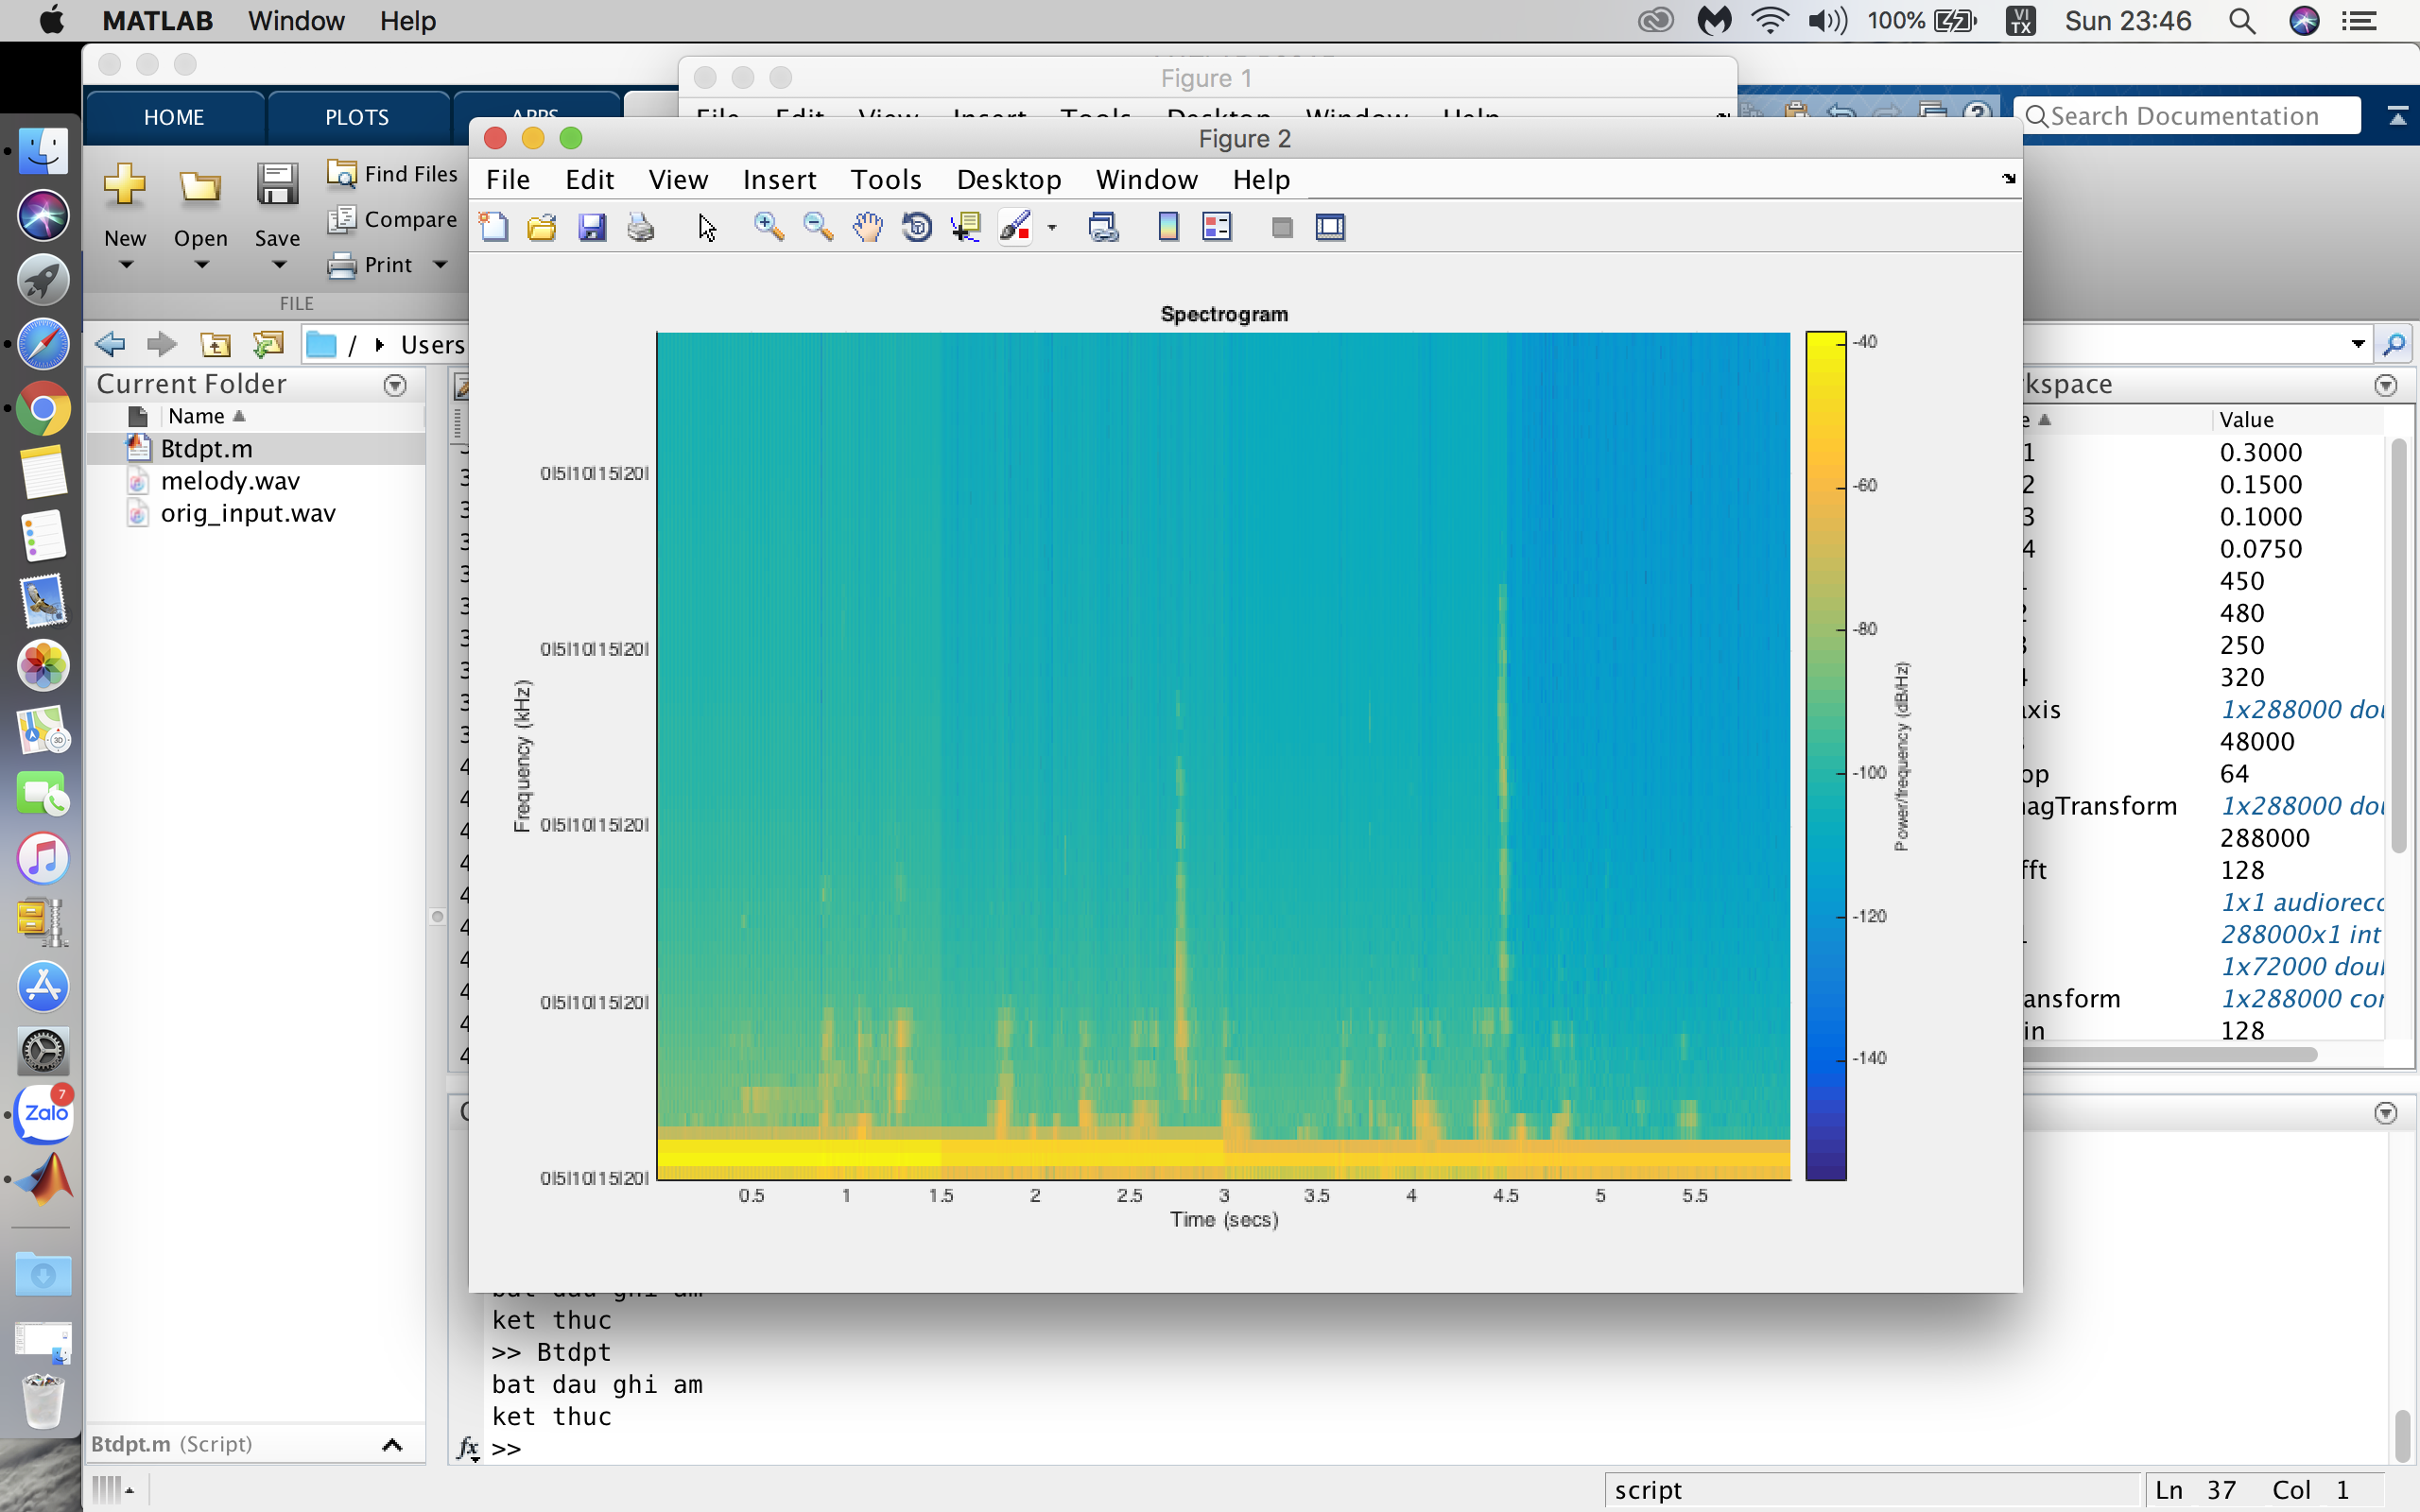 MATLAB Window Help
100% VI TX Sun 23:46
Figure 1
HOME PLOTS APPS
File Edit View Insert Tools Desktop Window Help
Search Documentation
Figure 2
File Edit View Insert Tools Desktop Window Help
New Open Save
Find Files
Compare
Print
FILE
/ Users
Current Folder
Name
Btdpt.m
melody.wav
orig_input.wav
Spectrogram
0|5|10|15|20|
0|5|10|15|20|
0|5|10|15|20|
0|5|10|15|20|
0|5|10|15|20|
Frequency (kHz)
0.5 1 1.5 2 2.5 3 3.5 4 4.5 5 5.5
Time (secs)
-40
-60
-80
-100
-120
-140
Power/frequency (dB/Hz)
kspace
e Value
1 0.3000
2 0.1500
3 0.1000
4 0.0750
450
480
250
320
axis 1x288000 dou
48000
op 64
nagTransform 1x288000 dou
288000
fft 128
1x1 audioreco
288000x1 int
1x72000 doul
ansform 1x288000 cor
in 128
Zalo
7
bat dau ghi am
ket thuc
>> Btdpt
bat dau ghi am
ket thuc
fx >>
Btdpt.m (Script)
script
Ln 37 Col 1